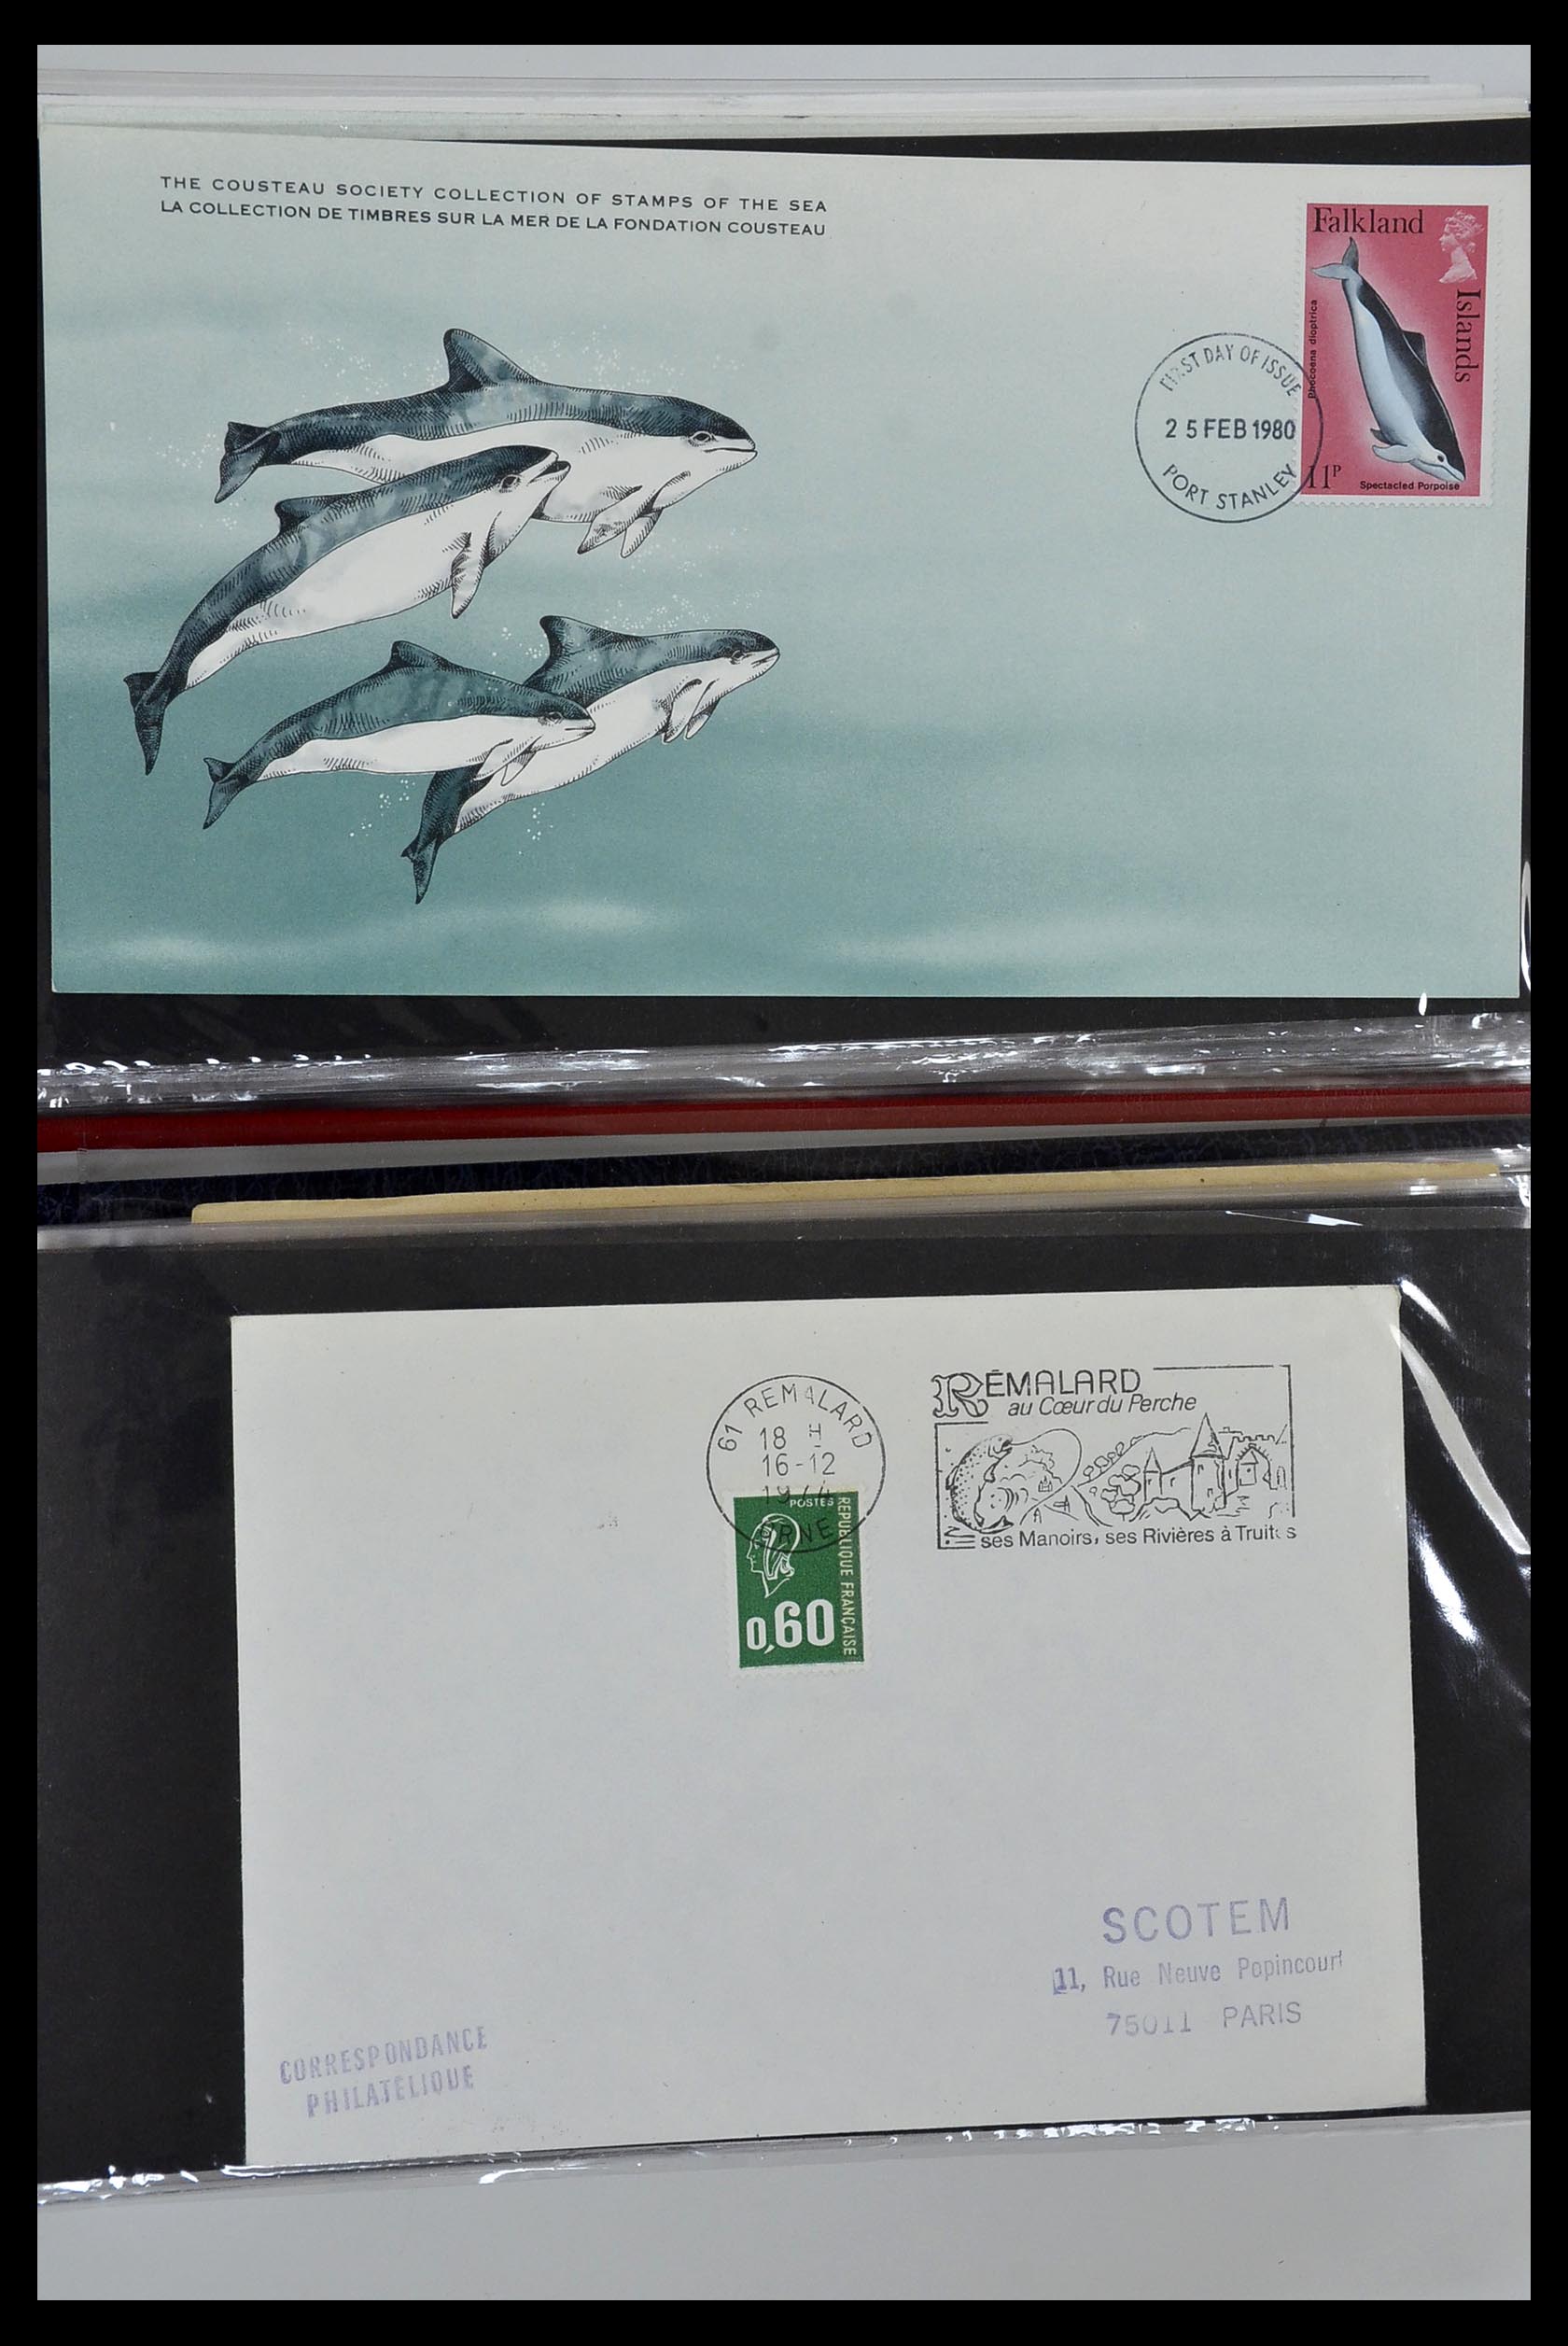 THE COUSTEAU SOCIETY COLLECTION OF STAMPS OF THE SEA
LA COLLECTION DE TIMBRES SUR LA MER DE LA FONDATION COUSTEAU
Falkland
Islands
Phocoena dioptrica
11P
Spectacled Porpoise
FIRST DAY OF ISSUE
25 FEB 1980
PORT STANLEY
61 REMALARD
18 H
16-12
ORNE
POSTES
REPUBLIQUE FRANÇAISE
0,60
RÉMALARD
au Cœur du Perche
ses Manoirs, ses Rivières à Truites
SCOTEM
11, Rue Neuve Popincourt
75011 PARIS
CORRESPONDANCE
PHILATELIQUE